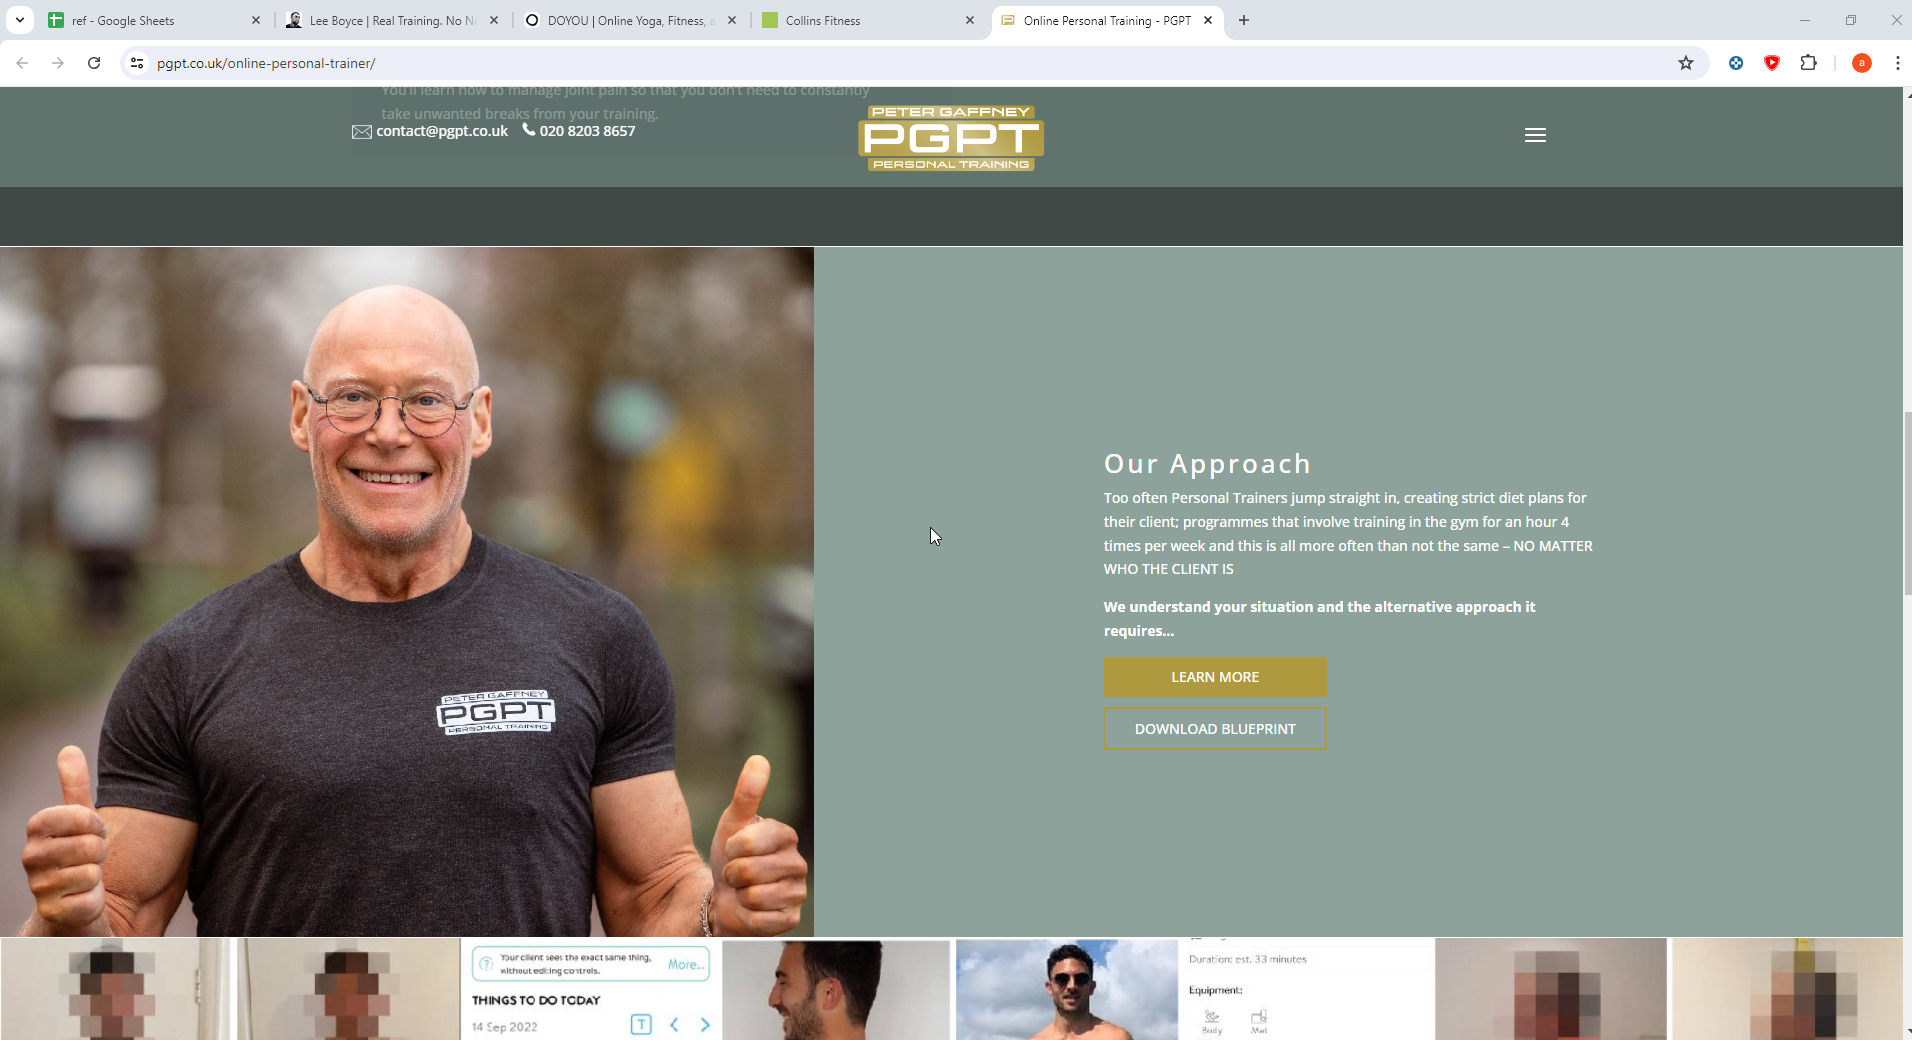 ref - Google Sheets
Lee Boyce | Real Training. No
DOYOU | Online Yoga, Fitness,
Collins Fitness
Online Personal Training - PGPT
pgpt.co.uk/online-personal-trainer/
a
You'll learn how to manage joint pain so that you don't need to constantly
take unwanted breaks from your training.
contact@pgpt.co.uk
020 8203 8657
PETER GAFFNEY
PGPT
PERSONAL TRAINING
Our Approach
Too often Personal Trainers jump straight in, creating strict diet plans for
their client; programmes that involve training in the gym for an hour 4
times per week and this is all more often than not the same – NO MATTER
WHO THE CLIENT IS
We understand your situation and the alternative approach it
requires...
LEARN MORE
DOWNLOAD BLUEPRINT
PETER GAFFNEY
PGPT
PERSONAL TRAINING
? Your client sees the exact same thing,
without editing controls.
More..
THINGS TO DO TODAY
14 Sep 2022
T
Duration: est. 33 minutes
Equipment:
Body
Mat